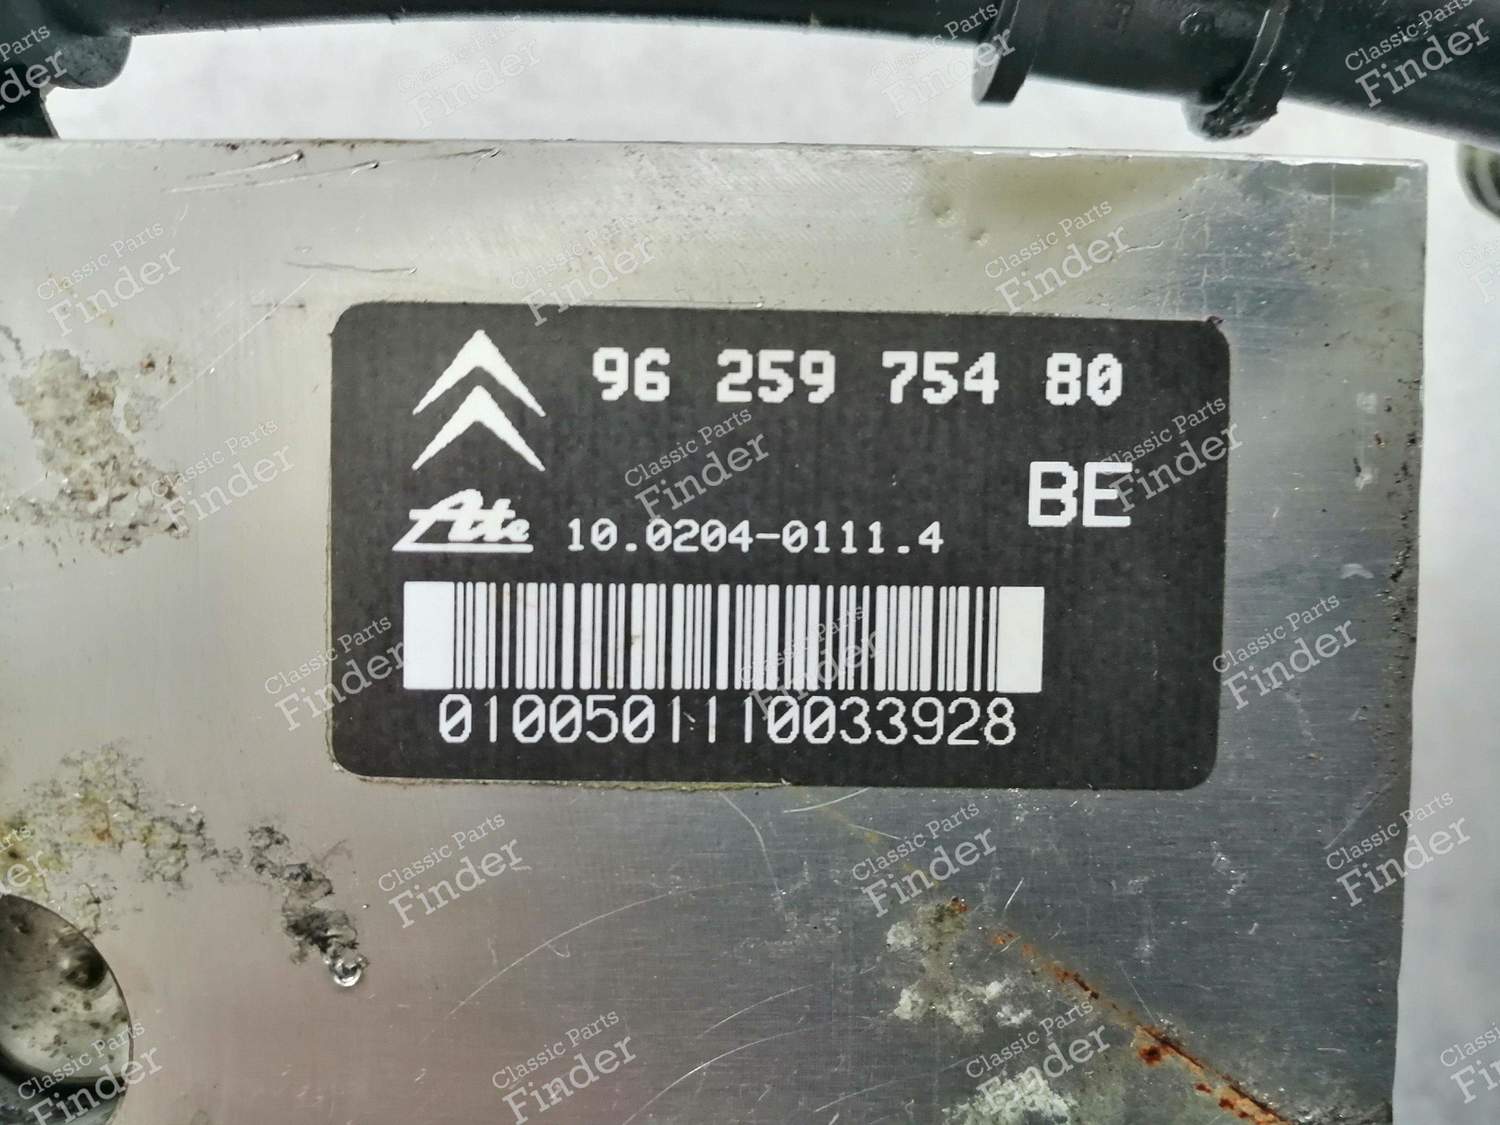 96 259 754 80
BE
Ate 10.0204-0111.4
0100501110033928
Classic Parts
Finder